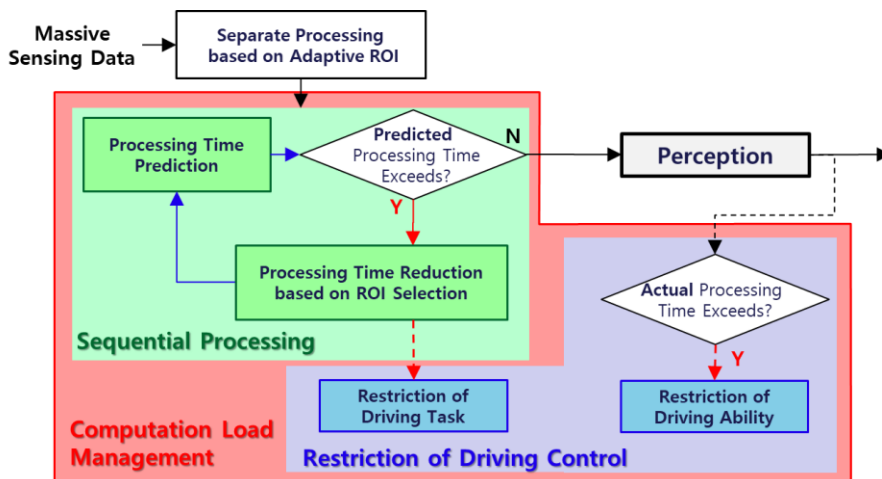 Massive
Sensing Data
Separate Processing
based on Adaptive ROI
Processing Time
Prediction
Predicted
Processing Time
Exceeds?
N
Perception
Y
Processing Time Reduction
based on ROI Selection
Actual Processing
Time Exceeds?
Sequential Processing
Y
Restriction of
Driving Task
Restriction of
Driving Ability
Computation Load
Management
Restriction of Driving Control